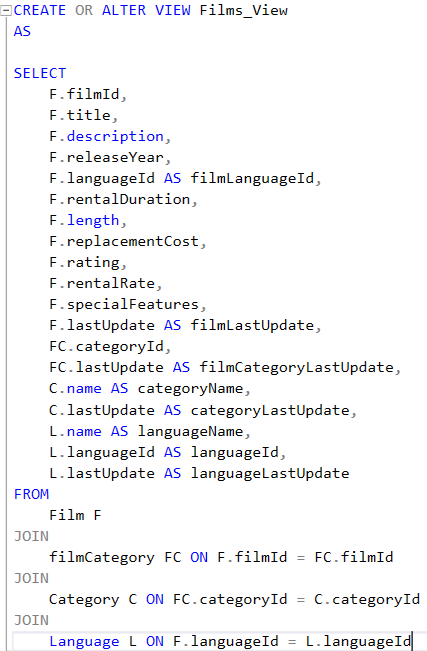 CREATE OR ALTER VIEW Films_View
AS
SELECT
F.filmId,
F.title,
F.description,
F.releaseYear,
F.languageId AS filmLanguageId,
F.rentalDuration,
F.length,
F.replacementCost,
F.rating,
F.rentalRate,
F.specialFeatures,
F.lastUpdate AS filmLastUpdate,
FC.categoryId,
FC.lastUpdate AS filmCategoryLastUpdate,
C.name AS categoryName,
C.lastUpdate AS categoryLastUpdate,
L.name AS languageName,
L.languageId AS languageId,
L.lastUpdate AS languageLastUpdate
FROM
Film F
JOIN
filmCategory FC ON F.filmId = FC.filmId
JOIN
Category C ON FC.categoryId = C.categoryId
JOIN
Language L ON F.languageId = L.languageId